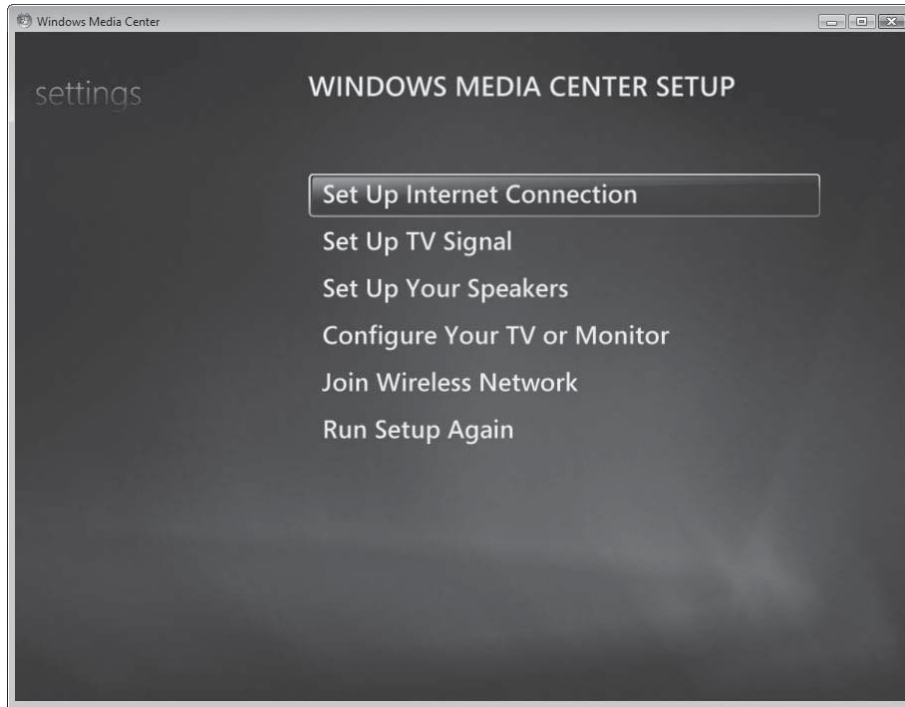 Windows Media Center
settings
WINDOWS MEDIA CENTER SETUP
Set Up Internet Connection
Set Up TV Signal
Set Up Your Speakers
Configure Your TV or Monitor
Join Wireless Network
Run Setup Again